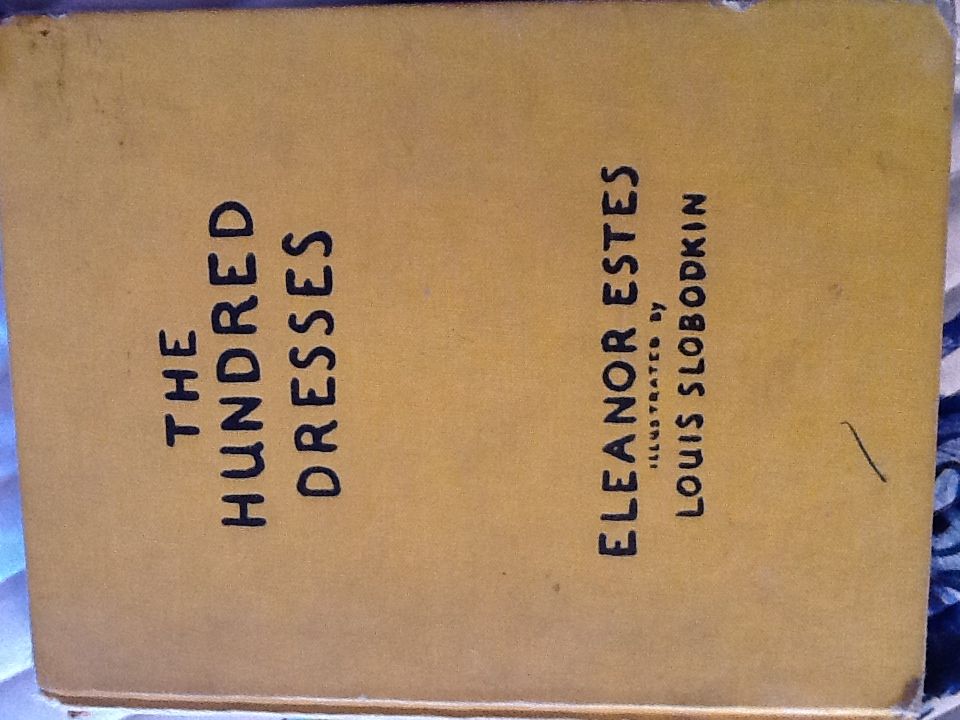 THE
HUNDRED
DRESSES
ELEANOR ESTES
ILLUSTRATED By
LOUIS SLOBODKIN